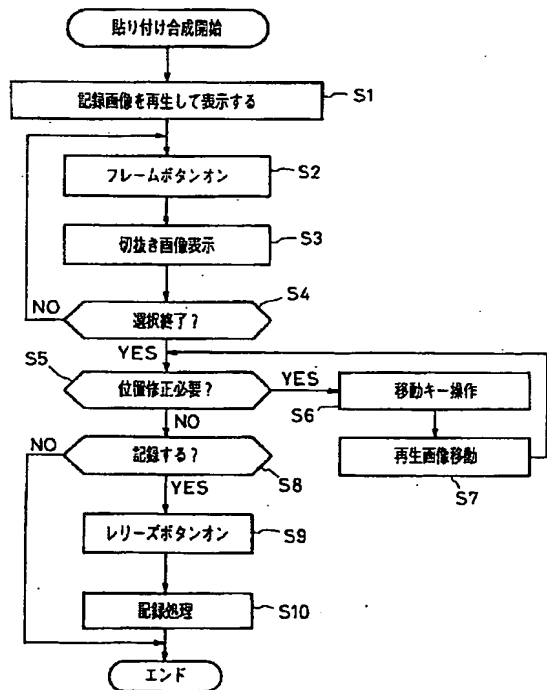 貼り付け合成開始
記録画像を再生して表示する
S1
フレームボタンオン
S2
切抜き画像表示
S3
S4
NO
選択終了?
YES
S5
位置修正必要?
YES
移動キー操作
S6
NO
NO
記録する?
S8
再生画像移動
S7
YES
レリーズボタンオン
S9
記録処理
S10
エンド